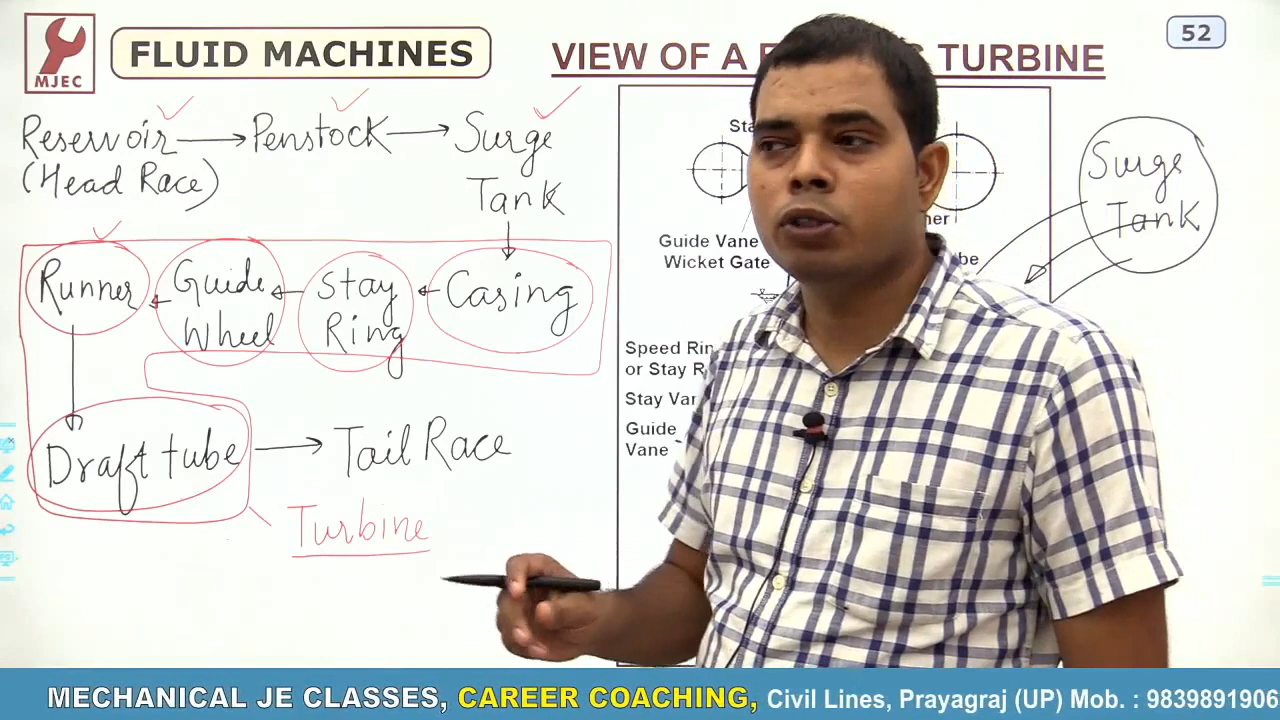 MJEC
FLUID MACHINES
VIEW OF A
TURBINE
52
Reservoir → Penstock → Surge
(Head Race)
Tank
Runner ← Guide ← Stay ← Casing
Wheel
Ring
Draft tube → Tail Race
Turbine
Surge
Tank
Guide Vane
Wicket Gate
Speed
or Stay
Stay
Guide
Vane
MECHANICAL JE CLASSES, CAREER COACHING, Civil Lines, Prayagraj (UP) Mob. : 9839891906